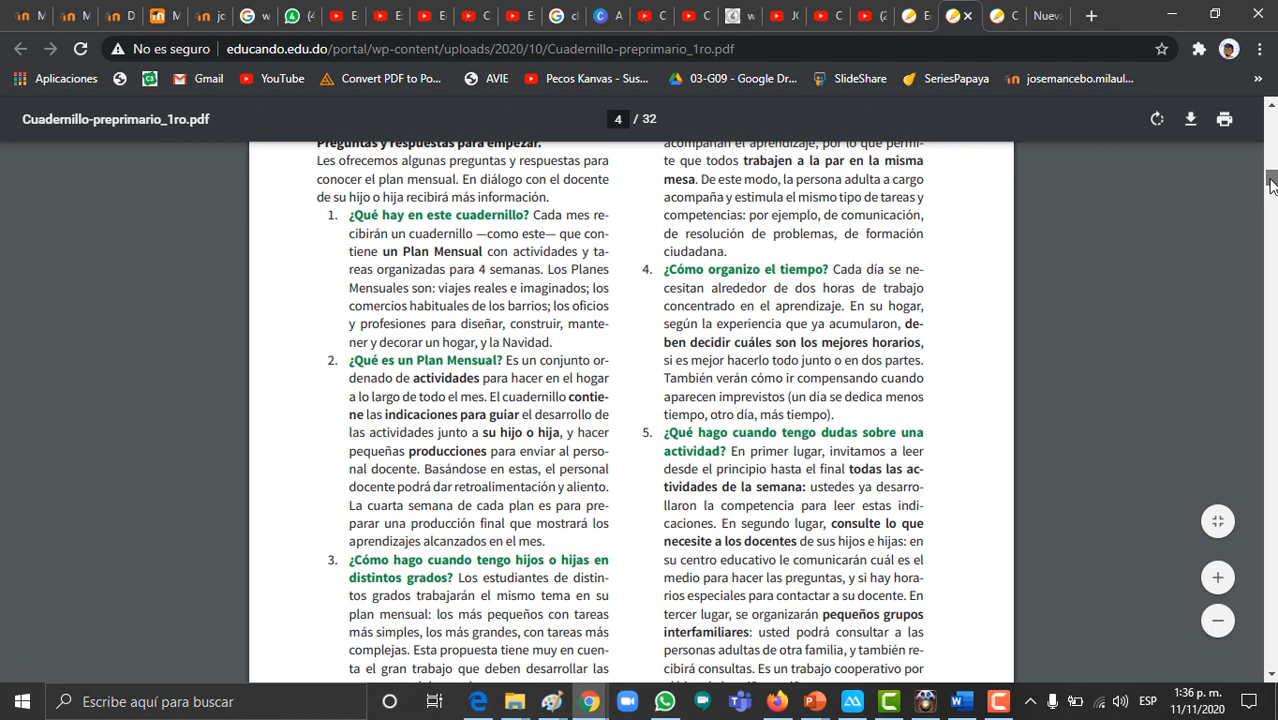 M
M
D
M
jc
w
(4
E
E
E
C
E
cl
A
C
C
w
JC
C
(2
E
C
Nueva
No es seguro
educando.edu.do/portal/wp-content/uploads/2020/10/Cuadernillo-preprimario_1ro.pdf
Aplicaciones
Gmail
YouTube
Convert PDF to Po...
AVIE
Pecos Kanvas - Sus...
03-G09 - Google Dr...
SlideShare
SeriesPapaya
josemancebo.milaul...
»
Cuadernillo-preprimario_1ro.pdf
4 / 32
Preguntas y respuestas para empezar.
Les ofrecemos algunas preguntas y respuestas para
conocer el plan mensual. En diálogo con el docente
de su hijo o hija recibirá más información.
1. ¿Qué hay en este cuadernillo? Cada mes re-
cibirán un cuadernillo —como este— que con-
tiene un Plan Mensual con actividades y ta-
reas organizadas para 4 semanas. Los Planes
Mensuales son: viajes reales e imaginados; los
comercios habituales de los barrios; los oficios
y profesiones para diseñar, construir, mante-
ner y decorar un hogar, y la Navidad.
2. ¿Qué es un Plan Mensual? Es un conjunto or-
denado de actividades para hacer en el hogar
a lo largo de todo el mes. El cuadernillo contie-
ne las indicaciones para guiar el desarrollo de
las actividades junto a su hijo o hija, y hacer
pequeñas producciones para enviar al perso-
nal docente. Basándose en estas, el personal
docente podrá dar retroalimentación y aliento.
La cuarta semana de cada plan es para pre-
parar una producción final que mostrará los
aprendizajes alcanzados en el mes.
3. ¿Cómo hago cuando tengo hijos o hijas en
distintos grados? Los estudiantes de distin-
tos grados trabajarán el mismo tema en su
plan mensual: los más pequeños con tareas
más simples, los más grandes, con tareas más
complejas. Esta propuesta tiene muy en cuen-
ta el gran trabajo que deben desarrollar las
acompañan el aprendizaje, por lo que permi-
te que todos trabajen a la par en la misma
mesa. De este modo, la persona adulta a cargo
acompaña y estimula el mismo tipo de tareas y
competencias: por ejemplo, de comunicación,
de resolución de problemas, de formación
ciudadana.
4. ¿Cómo organizo el tiempo? Cada día se ne-
cesitan alrededor de dos horas de trabajo
concentrado en el aprendizaje. En su hogar,
según la experiencia que ya acumularon, de-
ben decidir cuáles son los mejores horarios,
si es mejor hacerlo todo junto o en dos partes.
También verán cómo ir compensando cuando
aparecen imprevistos (un día se dedica menos
tiempo, otro día, más tiempo).
5. ¿Qué hago cuando tengo dudas sobre una
actividad? En primer lugar, invitamos a leer
desde el principio hasta el final todas las ac-
tividades de la semana: ustedes ya desarro-
llaron la competencia para leer estas indi-
caciones. En segundo lugar, consulte lo que
necesite a los docentes de sus hijos e hijas: en
su centro educativo le comunicarán cuál es el
medio para hacer las preguntas, y si hay hora-
rios especiales para contactar a su docente. En
tercer lugar, se organizarán pequeños grupos
interfamiliares: usted podrá consultar a las
personas adultas de otra familia, y también re-
cibirá consultas. Es un trabajo cooperativo por
Escribe aquí para buscar
ESP
1:36 p. m.
11/11/2020